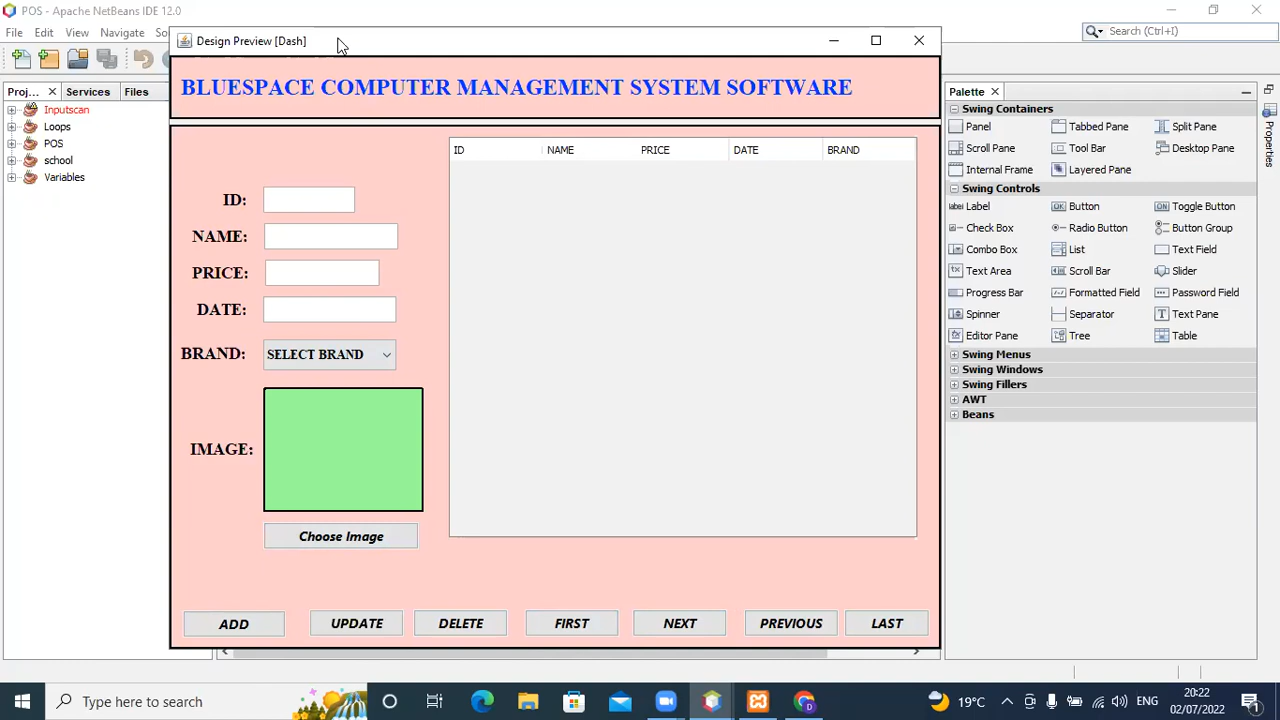 POS - Apache NetBeans IDE 12.0
File Edit View Navigate So
Search (Ctrl+I)
Design Preview [Dash]
Proj... Services Files
Inputscan
Loops
POS
school
Variables
BLUESPACE COMPUTER MANAGEMENT SYSTEM SOFTWARE
ID NAME PRICE DATE BRAND
ID:
NAME:
PRICE:
DATE:
BRAND: SELECT BRAND
IMAGE:
Choose Image
ADD UPDATE DELETE FIRST NEXT PREVIOUS LAST
Palette
Swing Containers
Panel Tabbed Pane Split Pane
Scroll Pane Tool Bar Desktop Pane
Internal Frame Layered Pane
Swing Controls
label Label OK Button ON Toggle Button
Check Box Radio Button Button Group
Combo Box List Text Field
Text Area Scroll Bar Slider
Progress Bar Formatted Field Password Field
Spinner Separator T Text Pane
Editor Pane Tree Table
Swing Menus
Swing Windows
Swing Fillers
AWT
Beans
Properties
Type here to search
19°C
ENG
20:22
02/07/2022
1